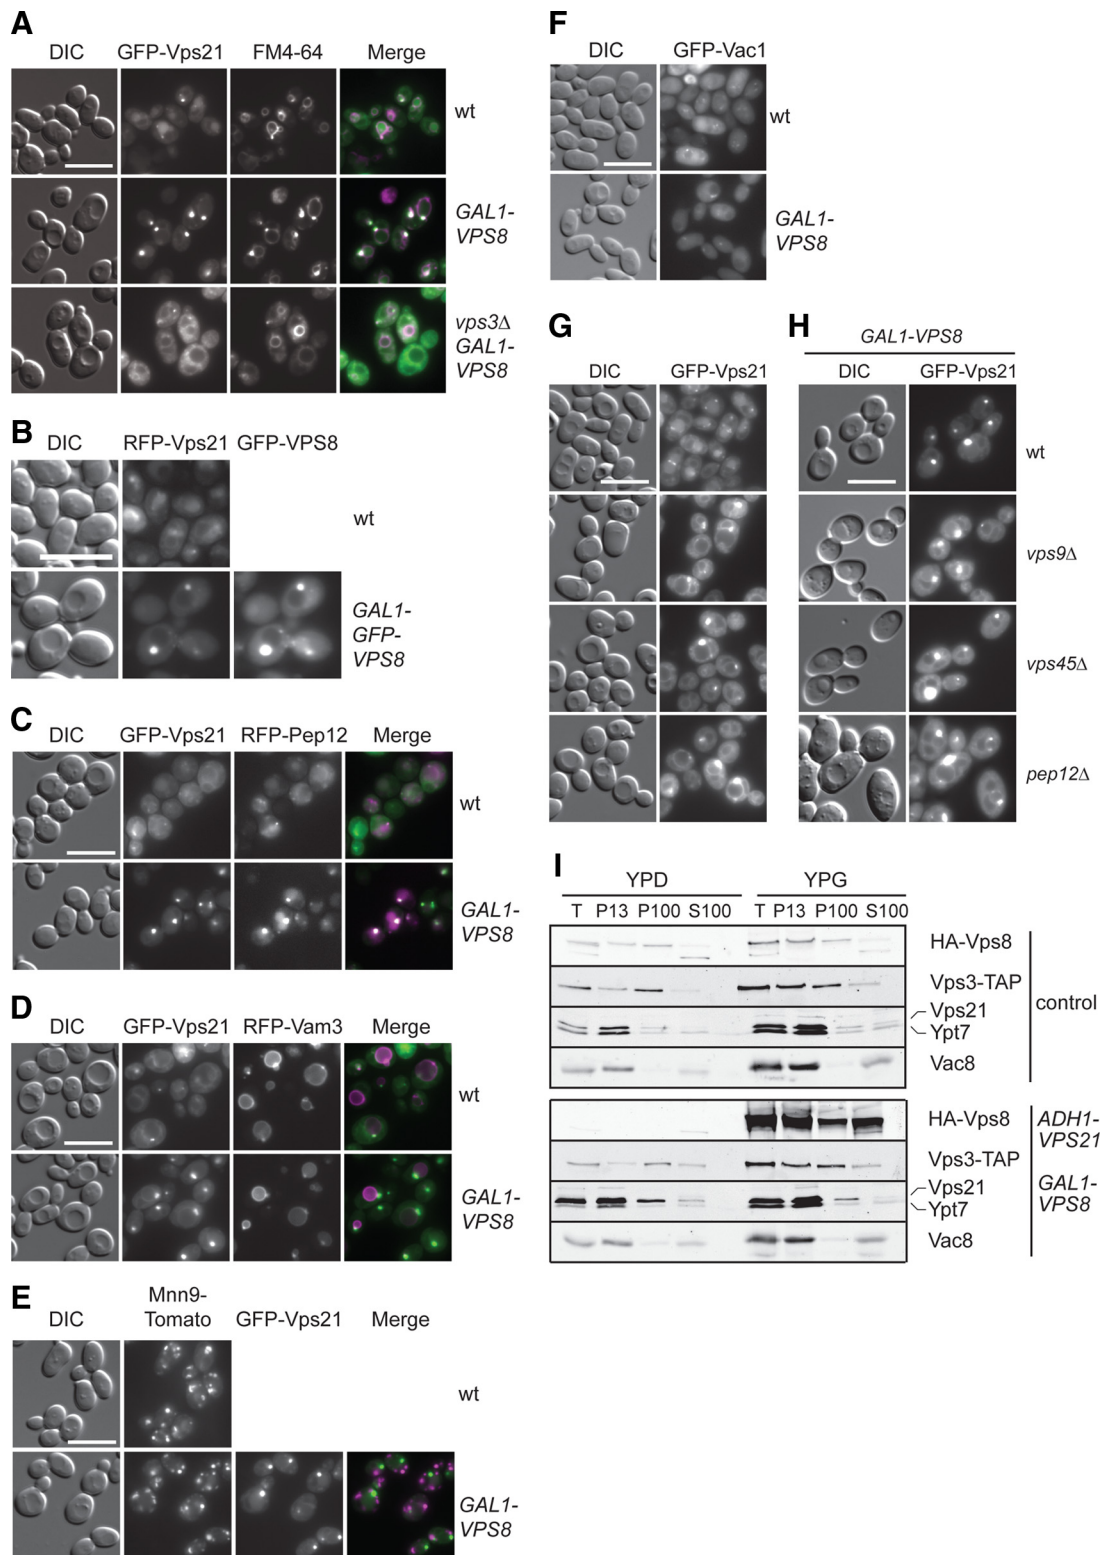 A
DIC GFP-Vps21 FM4-64 Merge
wt
GAL1-
VPS8
vps3Δ
GAL1-
VPS8
B
DIC RFP-Vps21 GFP-VPS8
wt
GAL1-
GFP-
VPS8
C
DIC GFP-Vps21 RFP-Pep12 Merge
wt
GAL1-
VPS8
D
DIC GFP-Vps21 RFP-Vam3 Merge
wt
GAL1-
VPS8
E
Mnn9-
DIC Tomato GFP-Vps21 Merge
wt
GAL1-
VPS8
F
DIC GFP-Vac1
wt
GAL1-
VPS8
G
DIC GFP-Vps21
H
GAL1-VPS8
DIC GFP-Vps21
wt
vps9Δ
vps45Δ
pep12Δ
I
YPD YPG
T P13 P100 S100 T P13 P100 S100
HA-Vps8
Vps3-TAP
Vps21
Ypt7
Vac8
control
HA-Vps8
Vps3-TAP
Vps21
Ypt7
Vac8
ADH1-
VPS21
GAL1-
VPS8